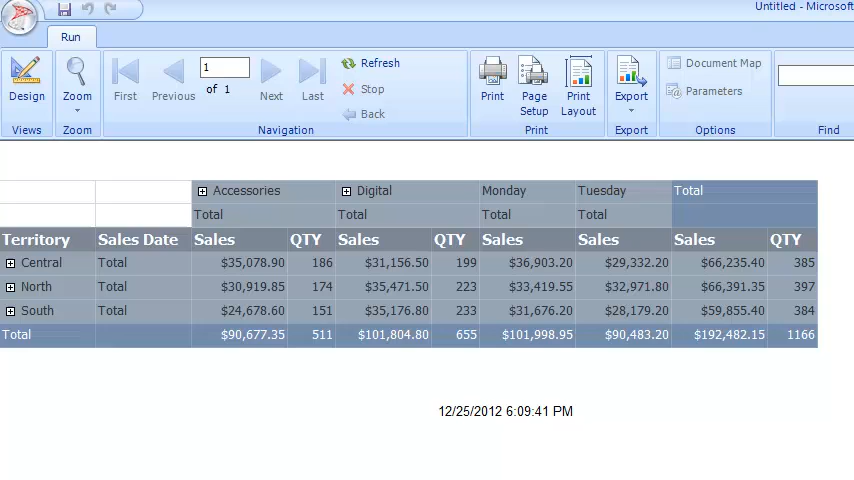 Untitled - Microsoft
Run
1
of 1
Refresh
Stop
Back
Design
Zoom
First
Previous
Next
Last
Print
Page Setup
Print Layout
Export
Document Map
Parameters
Views
Zoom
Navigation
Print
Export
Options
Find
Accessories Digital Monday Tuesday Total
Total Total Total Total
Territory Sales Date Sales QTY Sales QTY Sales Sales Sales QTY
Central Total $35,078.90 186 $31,156.50 199 $36,903.20 $29,332.20 $66,235.40 385
North Total $30,919.85 174 $35,471.50 223 $33,419.55 $32,971.80 $66,391.35 397
South Total $24,678.60 151 $35,176.80 233 $31,676.20 $28,179.20 $59,855.40 384
Total $90,677.35 511 $101,804.80 655 $101,998.95 $90,483.20 $192,482.15 1166
12/25/2012 6:09:41 PM